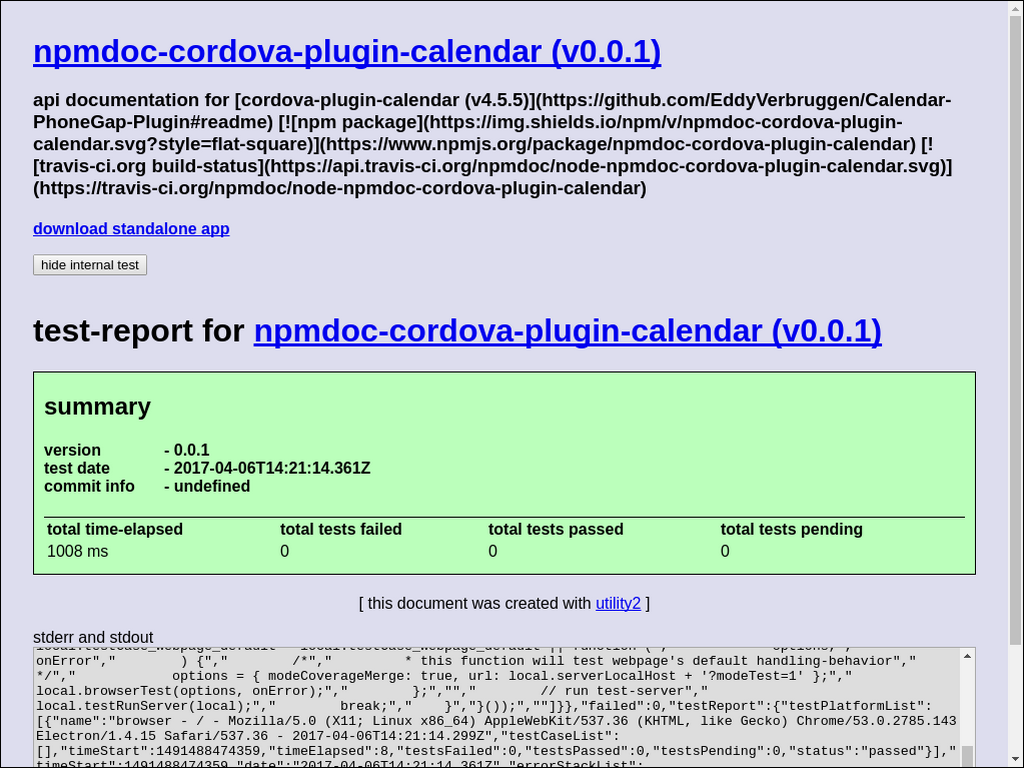 npmdoc-cordova-plugin-calendar (v0.0.1)
api documentation for [cordova-plugin-calendar (v4.5.5)](https://github.com/EddyVerbruggen/Calendar-
PhoneGap-Plugin#readme) [![npm package](https://img.shields.io/npm/v/npmdoc-cordova-plugin-
calendar.svg?style=flat-square)](https://www.npmjs.org/package/npmdoc-cordova-plugin-calendar) [!
[travis-ci.org build-status](https://api.travis-ci.org/npmdoc/node-npmdoc-cordova-plugin-calendar.svg)]
(https://travis-ci.org/npmdoc/node-npmdoc-cordova-plugin-calendar)
download standalone app
hide internal test
test-report for npmdoc-cordova-plugin-calendar (v0.0.1)
summary
version - 0.0.1
test date - 2017-04-06T14:21:14.361Z
commit info - undefined
total time-elapsed total tests failed total tests passed total tests pending
1008 ms 0 0 0
[ this document was created with utility2 ]
stderr and stdout
onError"," ) {"," /*"," * this function will test webpage's default handling-behavior","
*/"," options = { modeCoverageMerge: true, url: local.serverLocalHost + '?modeTest=1' };","
local.browserTest(options, onError);"," };",""," // run test-server","
local.testRunServer(local);"," break;"," }","}());",""]}},"failed":0,"testReport":{"testPlatformList":
[{"name":"browser - / - Mozilla/5.0 (X11; Linux x86_64) AppleWebKit/537.36 (KHTML, like Gecko) Chrome/53.0.2785.143
Electron/1.4.15 Safari/537.36 - 2017-04-06T14:21:14.299Z","testCaseList":
[],"timeStart":1491488474359,"timeElapsed":8,"testsFailed":0,"testsPassed":0,"testsPending":0,"status":"passed"}],"
timeStart":1491488474359,"date":"2017-04-06T14:21:14.361Z","errorStackList":